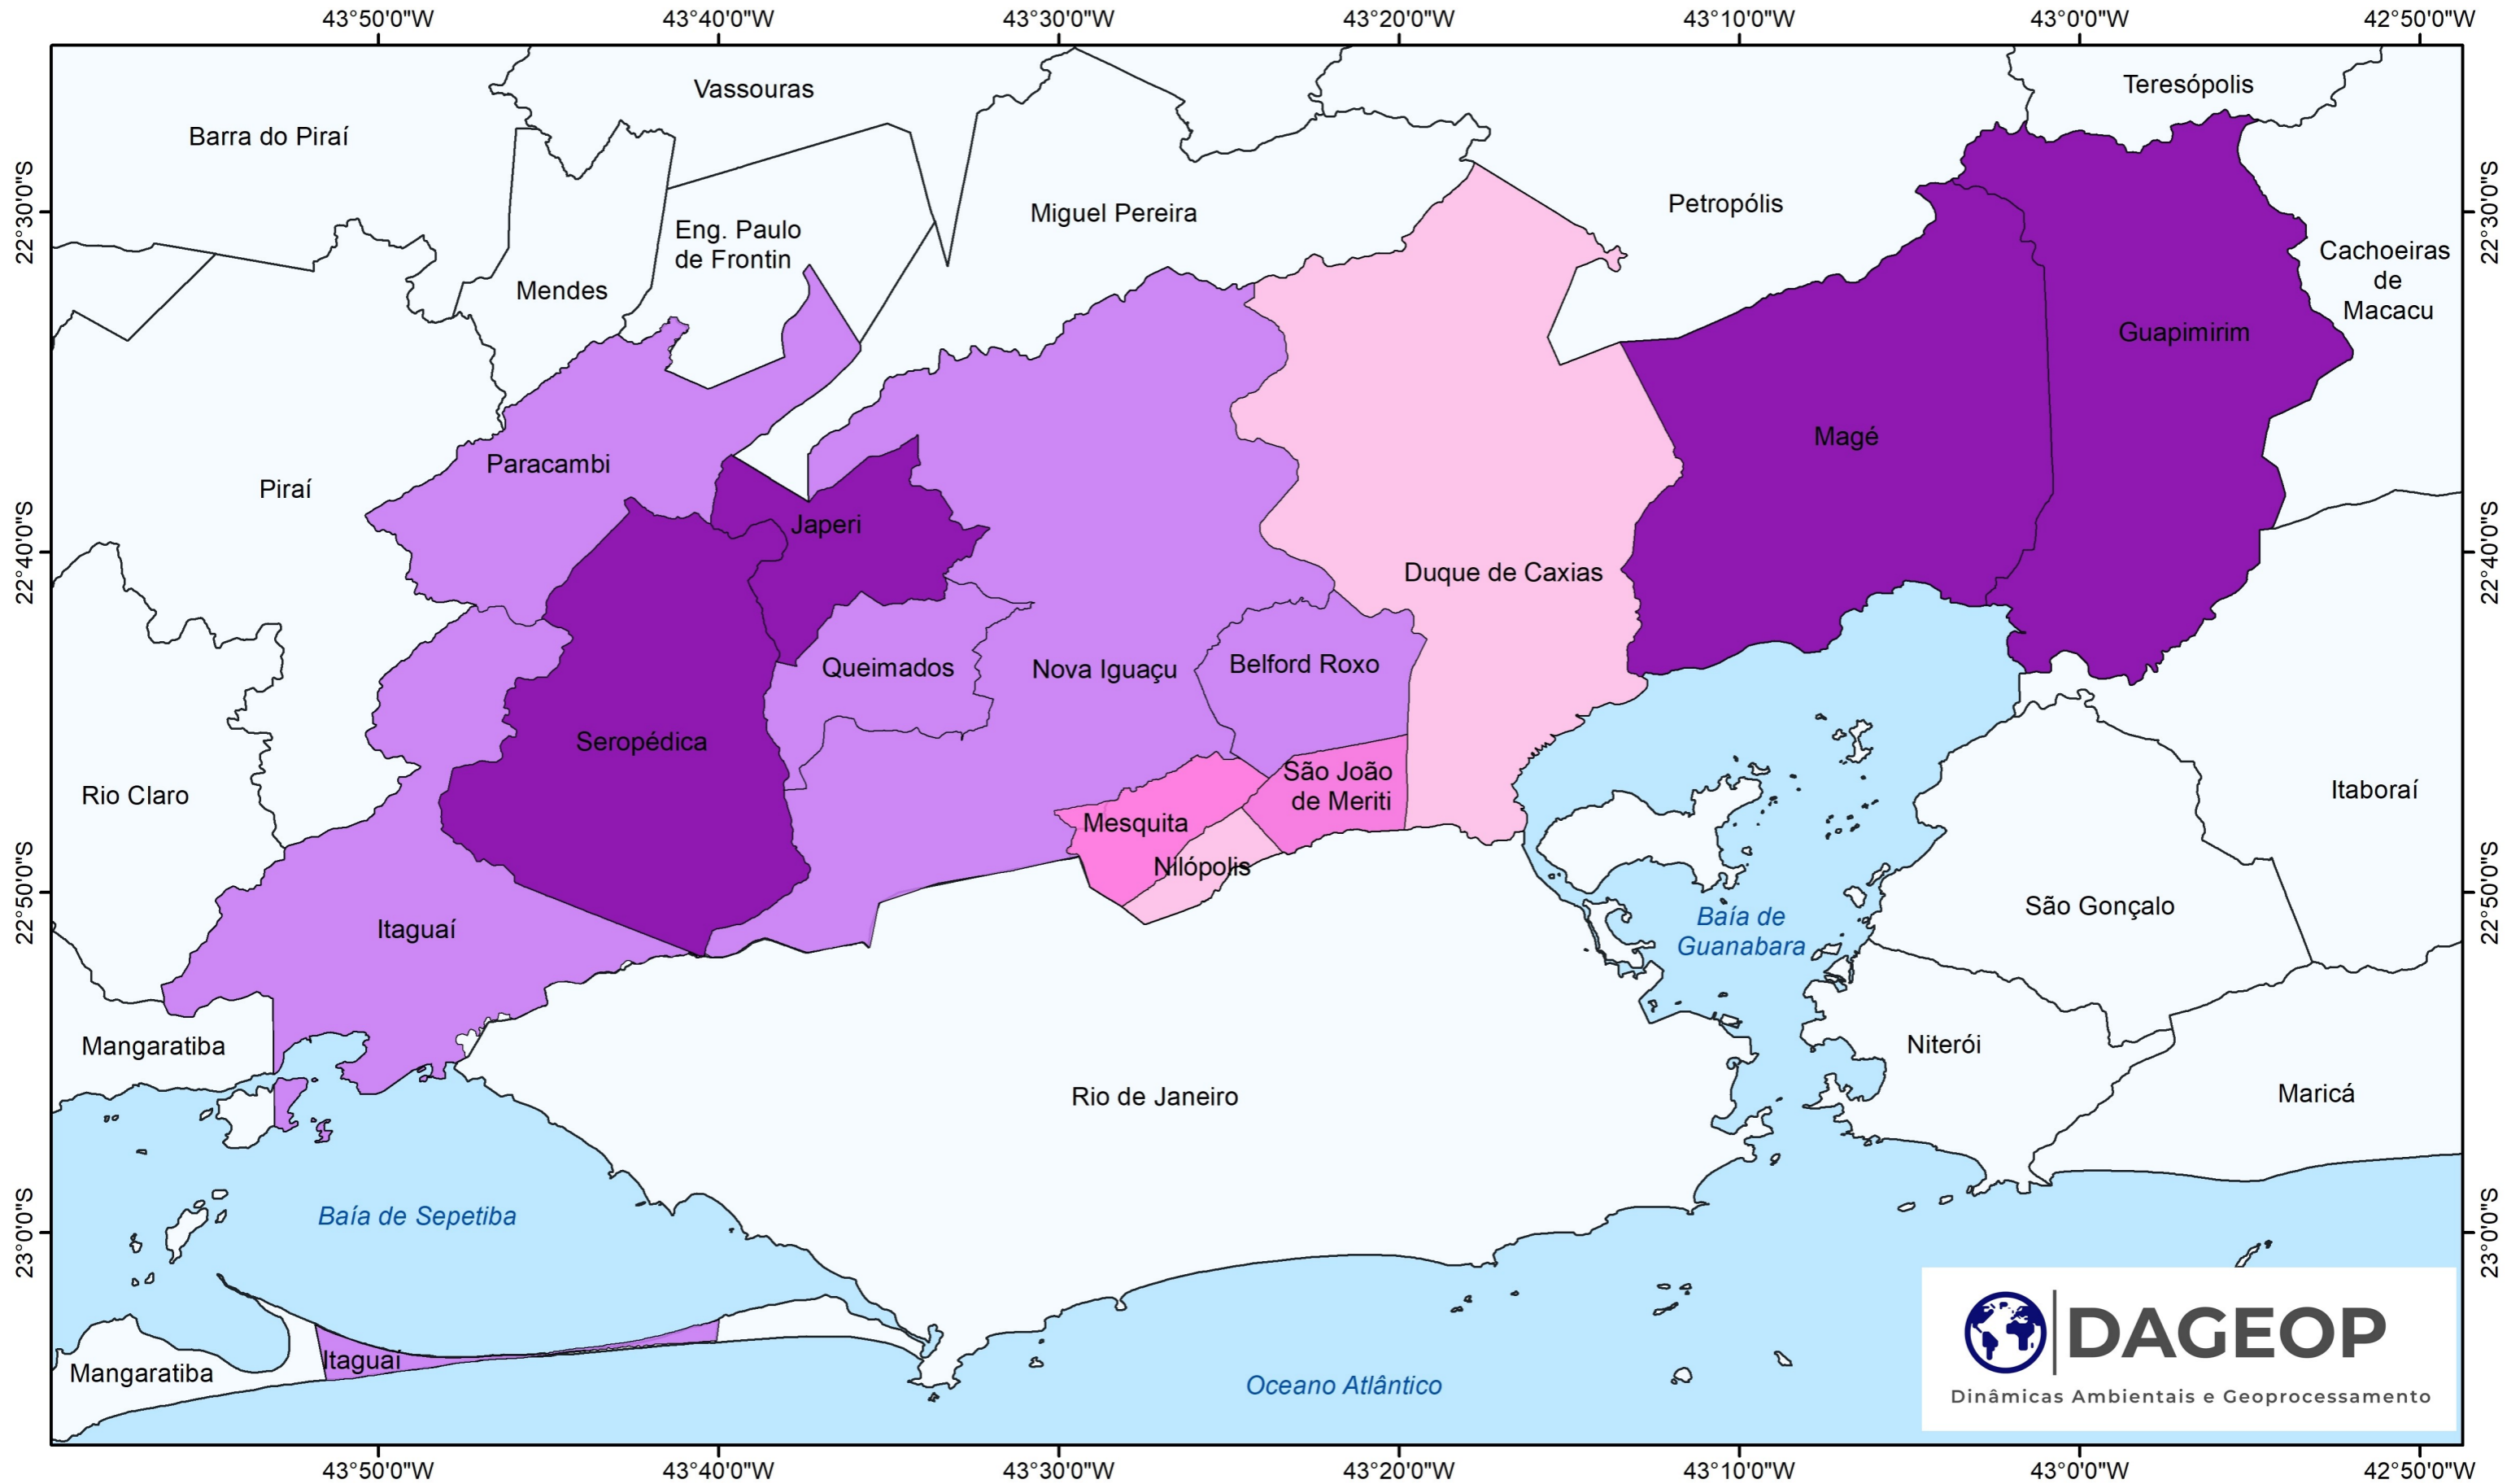 43°50'0"W
43°40'0"W
43°30'0"W
43°20'0"W
43°10'0"W
43°0'0"W
42°50'0"W
Teresópolis
Vassouras
Barra do Piraí
22°30'0"S
Petropólis
22°30'0"S
Miguel Pereira
Eng. Paulo
de Frontin
Cachoeiras
de
Macacu
Mendes
Guapimirim
Magé
Paracambi
Piraí
Japeri
22°40'0"S
Duque de Caxias
22°40'0"S
Queimados
Nova Iguaçu
Belford Roxo
Seropédica
São João
de Meriti
Rio Claro
Itaboraí
Mesquita
Nilópolis
22°50'0"S
22°50'0"S
São Gonçalo
Baía de
Guanabara
Itaguaí
Mangaratiba
Niterói
Rio de Janeiro
Maricá
Baía de Sepetiba
23°0'0"S
23°0'0"S
DAGEOP
Dinâmicas Ambientais e Geoprocessamento
Itaguaí
Mangaratiba
Oceano Atlântico
43°50'0"W
43°40'0"W
43°30'0"W
43°20'0"W
43°10'0"W
43°0'0"W
42°50'0"W